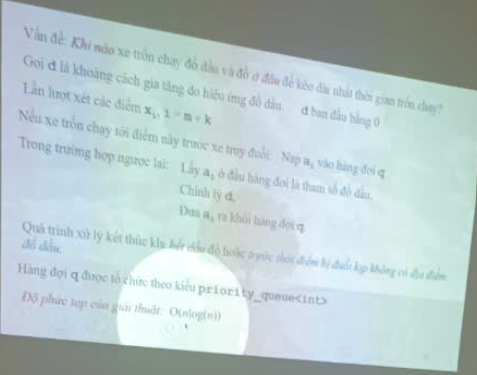 Vấn đề: Khi nào xe trốn chạy đổ dầu và đổ ở đâu để kéo dài nhất thời gian trốn chạy?
Gọi d là khoảng cách gia tăng do hiệu ứng đổ dầu. d ban đầu bằng 0
Lần lượt xét các điểm x₁, i = m ÷ k
Nếu xe trốn chạy tới điểm này trước xe truy đuổi: Nạp aᵢ vào hàng đợi q
Trong trường hợp ngược lại: Lấy aᵢ ở đầu hàng đợi là tham số đổ dầu,
Chỉnh lý d,
Đưa aᵢ ra khỏi hàng đợi q
Quá trình xử lý kết thúc khi hết dầu đổ hoặc trước thời điểm bị đuổi kịp không có địa điểm
đổ dầu.
Hàng đợi q được tổ chức theo kiểu priority_queue<int>
Độ phức tạp của giải thuật: O(nlog(n))